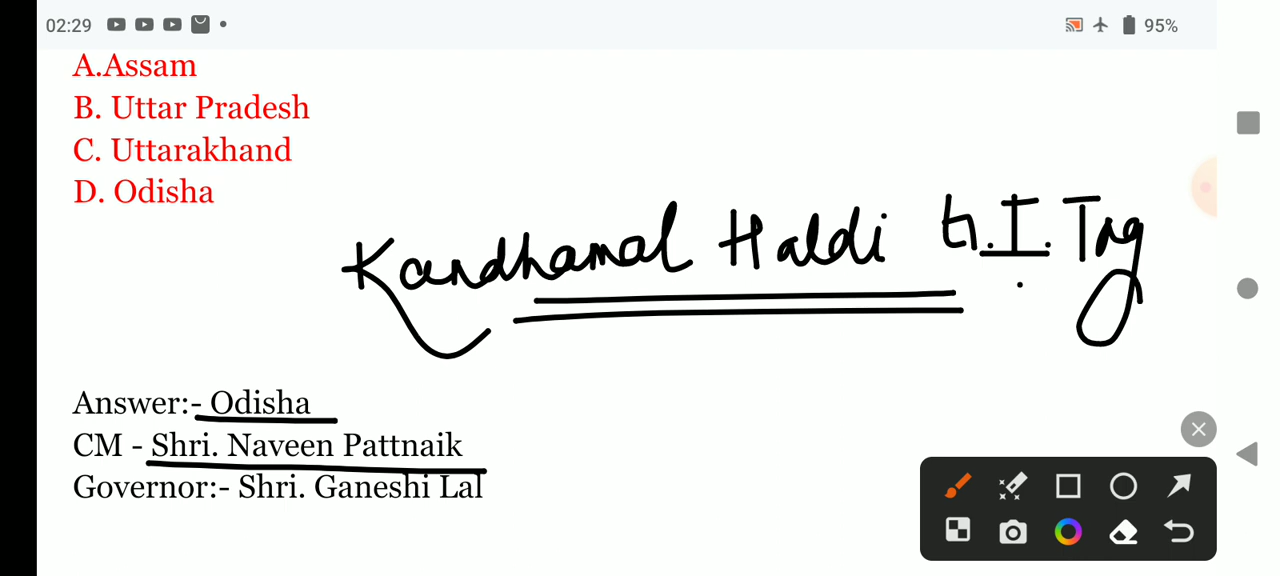 02:29
95%
A.Assam
B. Uttar Pradesh
C. Uttarakhand
D. Odisha
Kandhamal Haldi G.I. Tag
Answer:- Odisha
CM - Shri. Naveen Pattnaik
Governor:- Shri. Ganeshi Lal